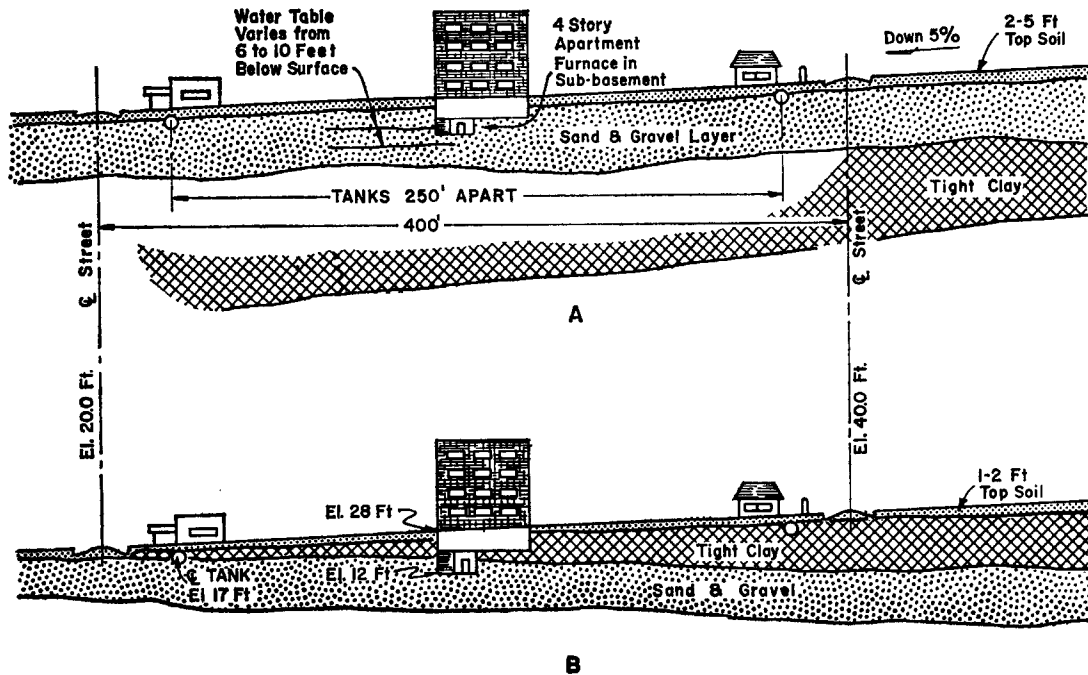 Water Table
Varies from
6 to 10 Feet
Below Surface
4 Story
Apartment
Furnace in
Sub-basement
Down 5%
2-5 Ft
Top Soil
Sand & Gravel Layer
TANKS 250' APART
400'
Tight Clay
℄ Street
℄ Street
A
El. 20.0 Ft.
El. 40.0 Ft.
El. 28 Ft
1-2 Ft
Top Soil
Tight Clay
℄ TANK
El. 17 Ft
El. 12 Ft.
Sand & Gravel
B